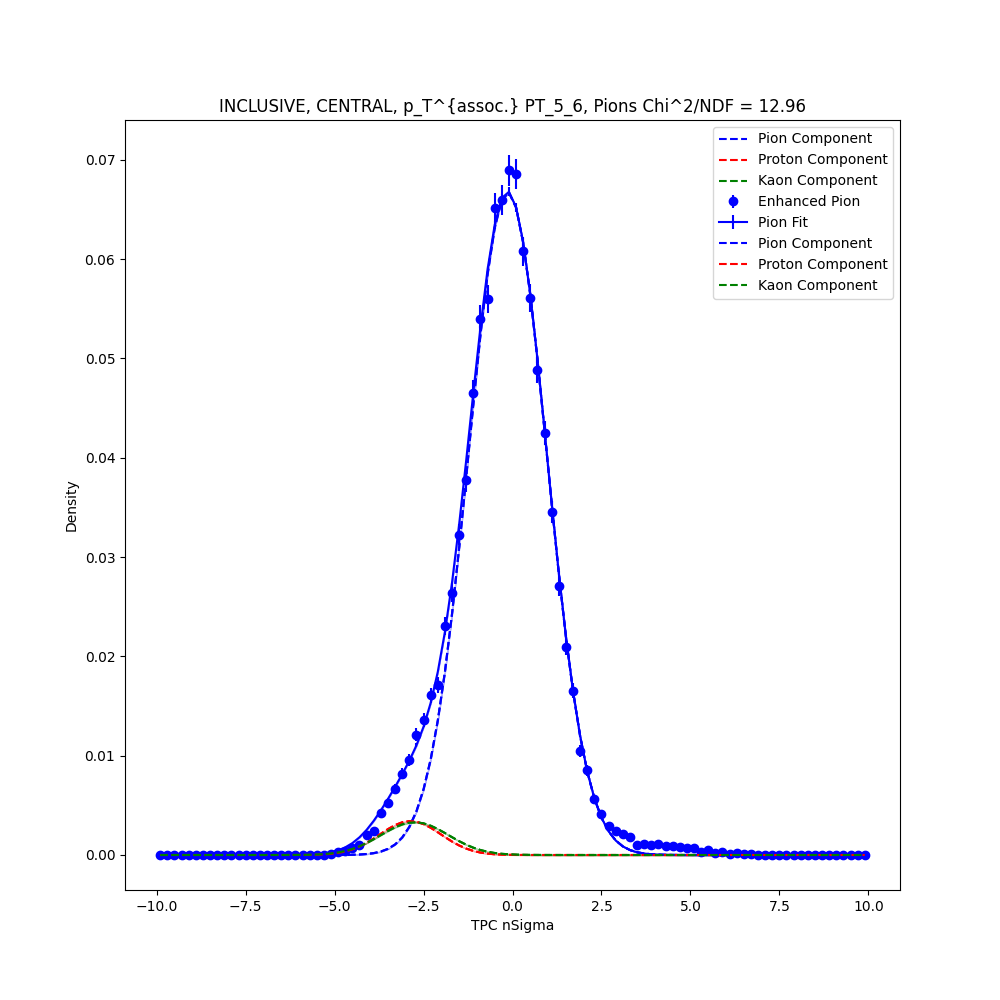 INCLUSIVE, CENTRAL, p_T^{assoc.} PT_5_6, Pions Chi^2/NDF = 12.96
Pion Component
Proton Component
Kaon Component
Enhanced Pion
Pion Fit
Pion Component
Proton Component
Kaon Component
0.07
0.06
0.05
0.04
0.03
0.02
0.01
0.00
Density
−10.0 −7.5 −5.0 −2.5 0.0 2.5 5.0 7.5 10.0
TPC nSigma